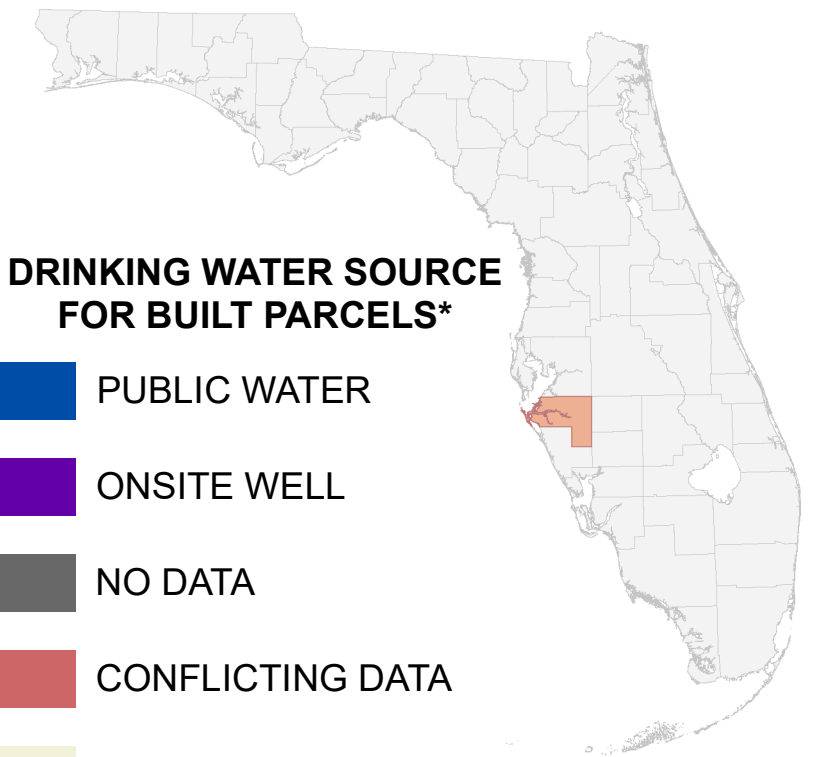 DRINKING WATER SOURCE
FOR BUILT PARCELS*
PUBLIC WATER
ONSITE WELL
NO DATA
CONFLICTING DATA